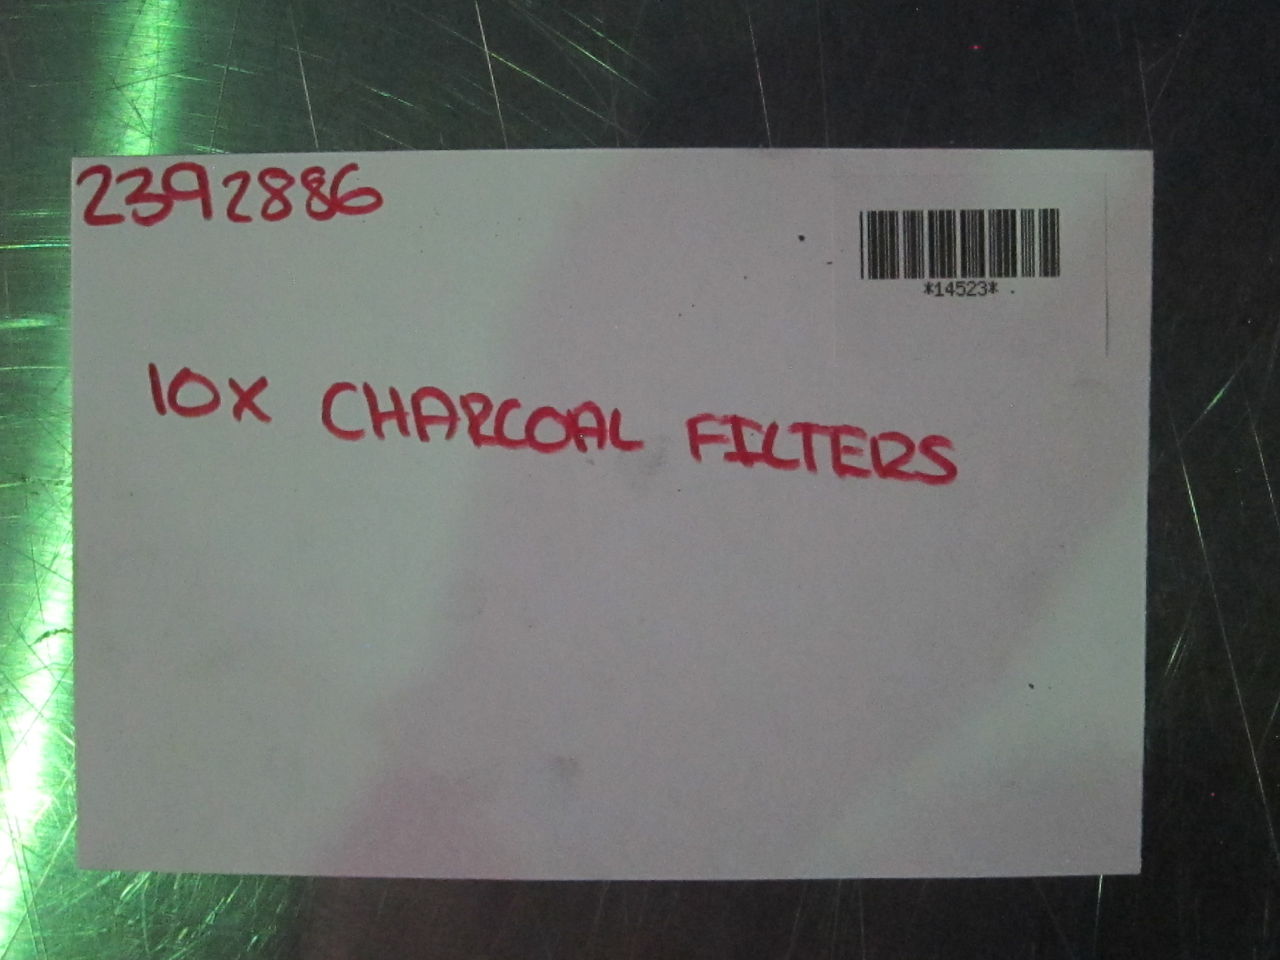 2392886
*14523*
10X CHARCOAL FILTERS